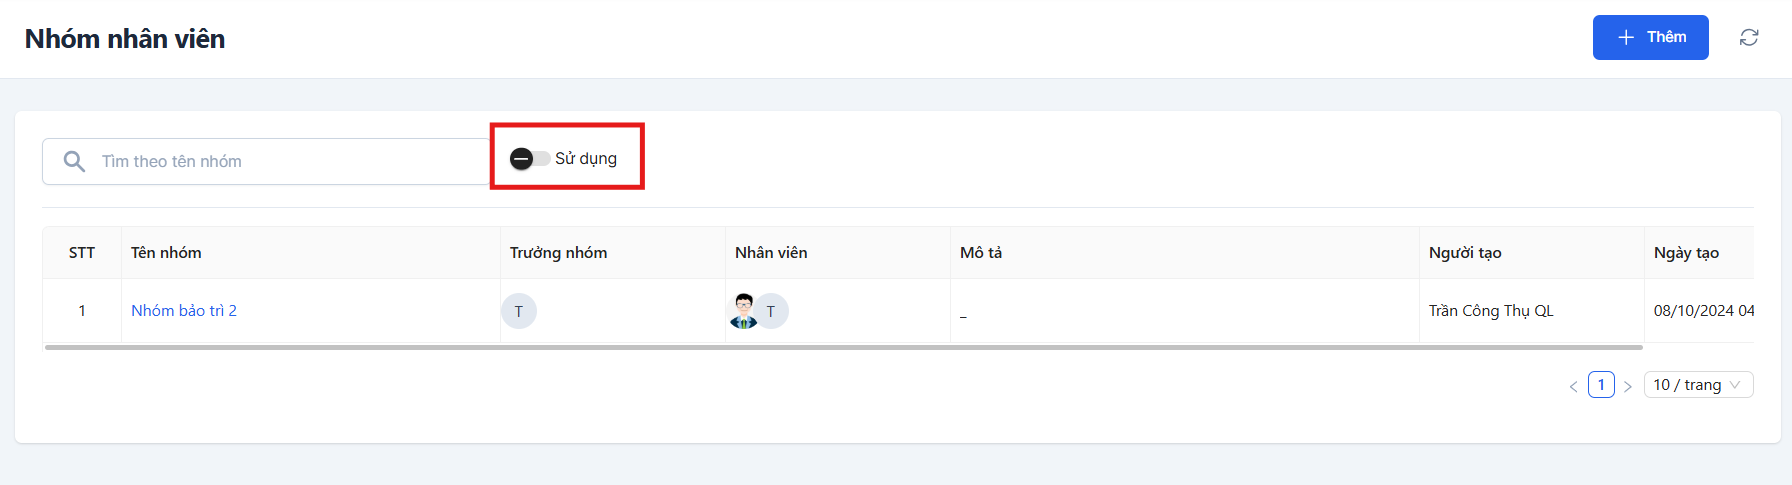 Nhóm nhân viên
Thêm
Tìm theo tên nhóm
Sử dụng
STT Tên nhóm Trưởng nhóm Nhân viên Mô tả Người tạo Ngày tạo
1 Nhóm bảo trì 2 T T _ Trần Công Thụ QL 08/10/2024 04
1 10 / trang